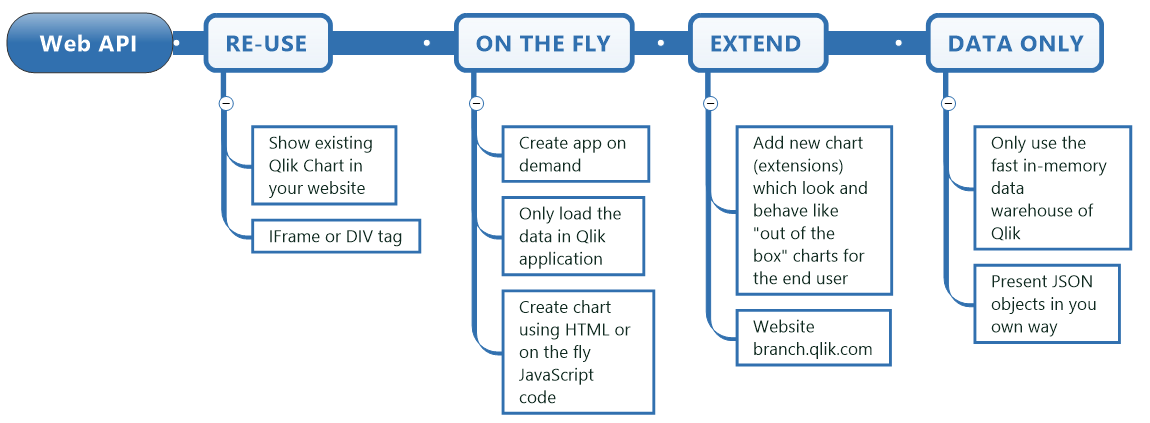 Web API
RE-USE
ON THE FLY
EXTEND
DATA ONLY
Show existing
Qlik Chart in
your website
IFrame or DIV tag
Create app on
demand
Only load the
data in Qlik
application
Create chart
using HTML or
on the fly
JavaScript
code
Add new chart
(extensions)
which look and
behave like
"out of the
box" charts for
the end user
Website
branch.qlik.com
Only use the
fast in-memory
data
warehouse of
Qlik
Present JSON
objects in you
own way